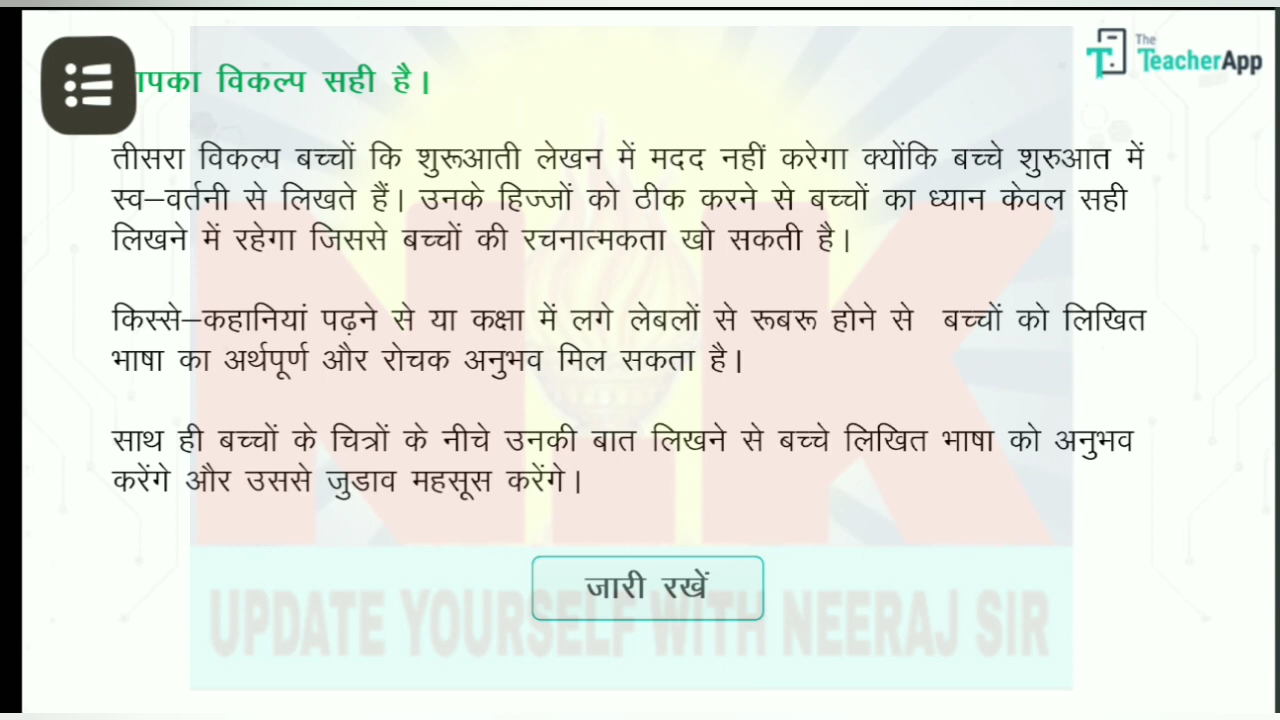 The
TeacherApp
पका विकल्प सही है।
तीसरा विकल्प बच्चों कि शुरूआती लेखन में मदद नहीं करेगा क्योंकि बच्चे शुरुआत में
स्व–वर्तनी से लिखते हैं। उनके हिज्जों को ठीक करने से बच्चों का ध्यान केवल सही
लिखने में रहेगा जिससे बच्चों की रचनात्मकता खो सकती है।
किस्से–कहानियां पढ़ने से या कक्षा में लगे लेबलों से रूबरू होने से बच्चों को लिखित
भाषा का अर्थपूर्ण और रोचक अनुभव मिल सकता है।
साथ ही बच्चों के चित्रों के नीचे उनकी बात लिखने से बच्चे लिखित भाषा को अनुभव
करेंगे और उससे जुडाव महसूस करेंगे।
जारी रखें
NK
UPDATE YOURSELF WITH NEERAJ SIR